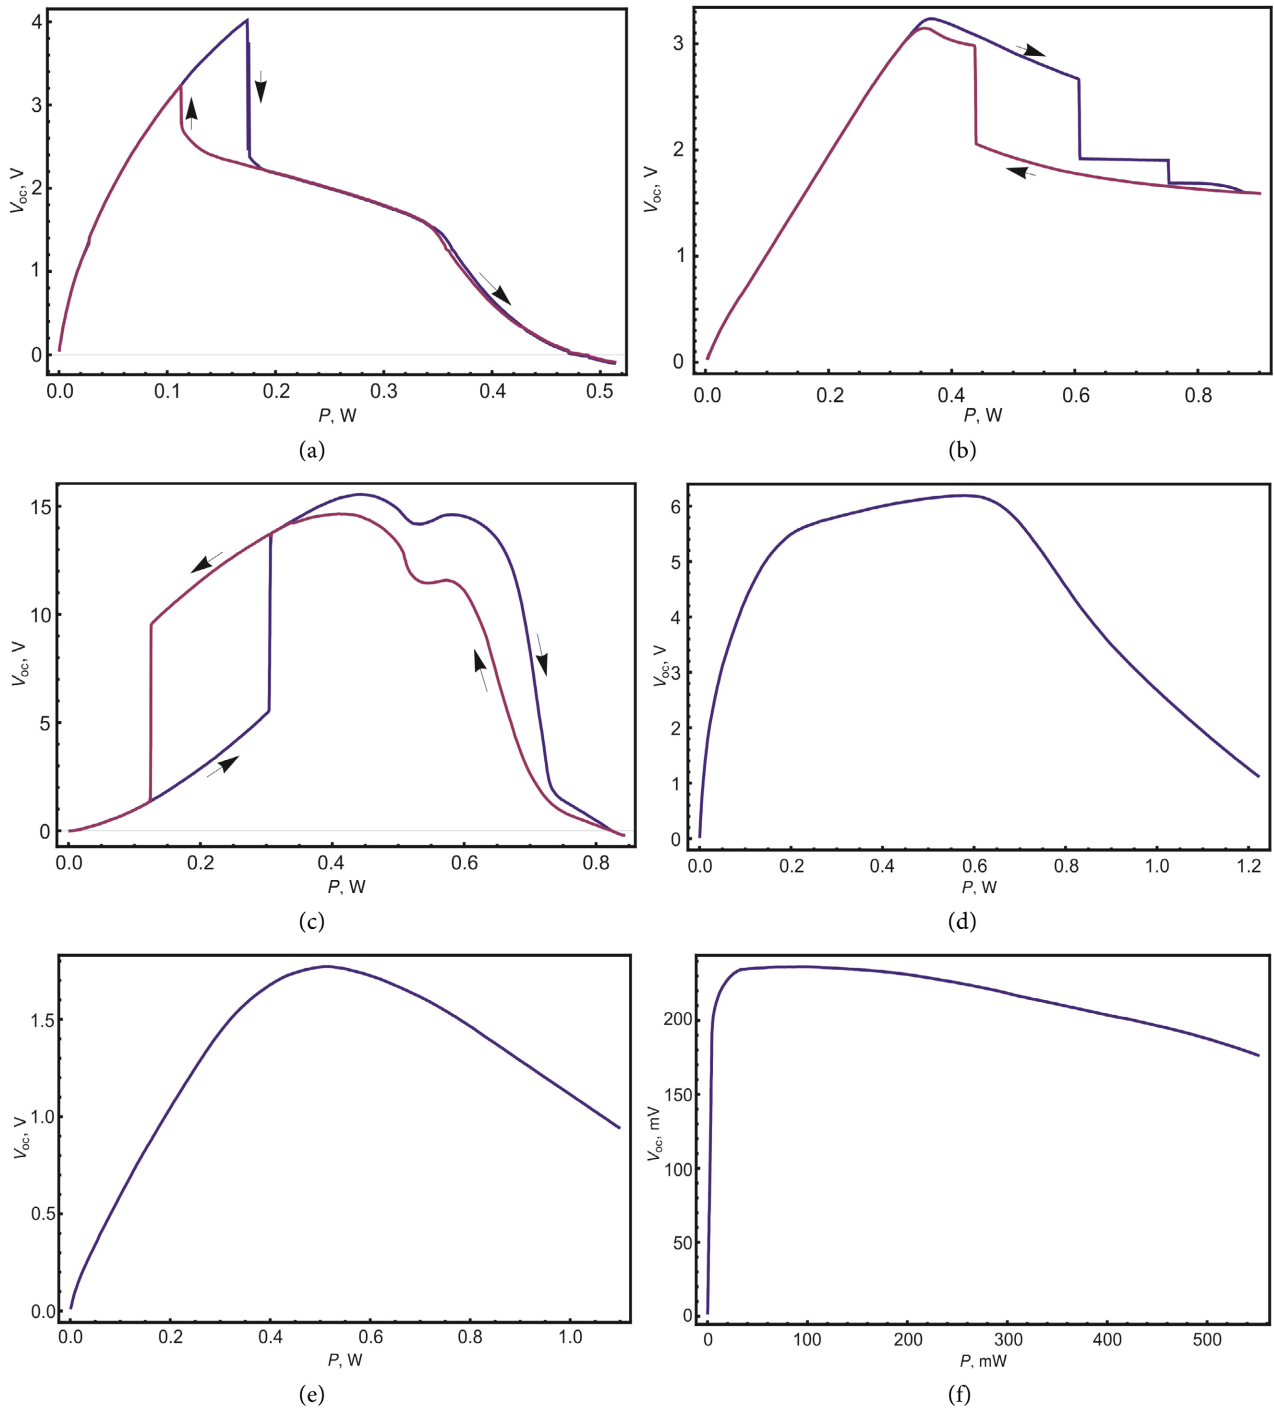 4
3
2
1
0
V_oc, V
0.0 0.1 0.2 0.3 0.4 0.5
P, W
(a)
3
2
1
0
V_oc, V
0.0 0.2 0.4 0.6 0.8
P, W
(b)
15
10
5
0
V_oc, V
0.0 0.2 0.4 0.6 0.8
P, W
(c)
6
5
4
3
2
1
0
V_oc, V
0.0 0.2 0.4 0.6 0.8 1.0 1.2
P, W
(d)
1.5
1.0
0.5
0.0
V_oc, V
0.0 0.2 0.4 0.6 0.8 1.0
P, W
(e)
200
150
100
50
0
V_oc, mV
0 100 200 300 400 500
P, mW
(f)